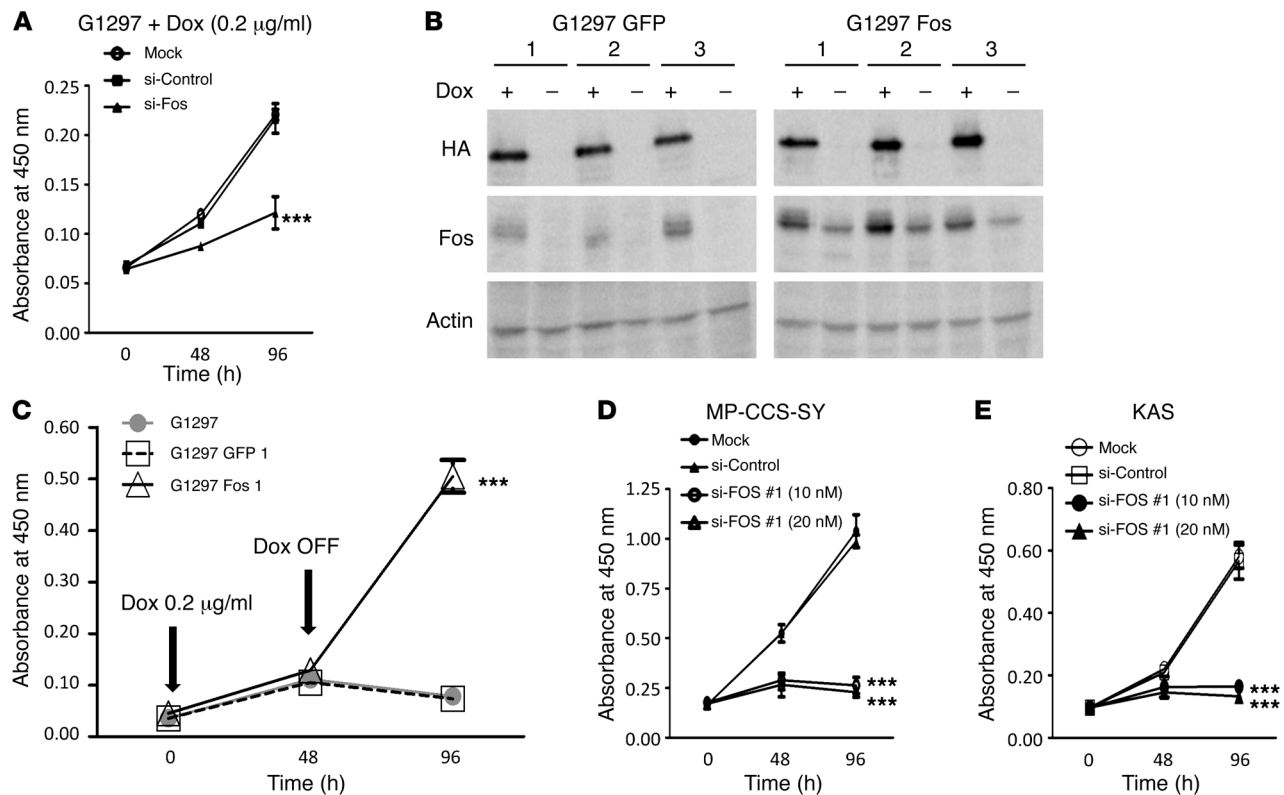 A
G1297 + Dox (0.2 µg/ml)
Mock
si-Control
si-Fos
0.25
0.20
0.15
0.10
0.05
0.00
Absorbance at 450 nm
***
0 48 96
Time (h)
B
G1297 GFP G1297 Fos
1 2 3 1 2 3
Dox + – + – + – + – + – + –
HA
Fos
Actin
C
G1297
G1297 GFP 1
G1297 Fos 1
0.60
0.50
0.40
0.30
0.20
0.10
0.00
Absorbance at 450 nm
***
Dox OFF
Dox 0.2 µg/ml
0 48 96
Time (h)
D
MP-CCS-SY
Mock
si-Control
si-FOS #1 (10 nM)
si-FOS #1 (20 nM)
1.25
1.00
0.75
0.50
0.25
0.00
Absorbance at 450 nm
***
***
0 48 96
Time (h)
E
KAS
Mock
si-Control
si-FOS #1 (10 nM)
si-FOS #1 (20 nM)
0.80
0.60
0.40
0.20
0.00
Absorbance at 450 nm
***
***
0 48 96
Time (h)